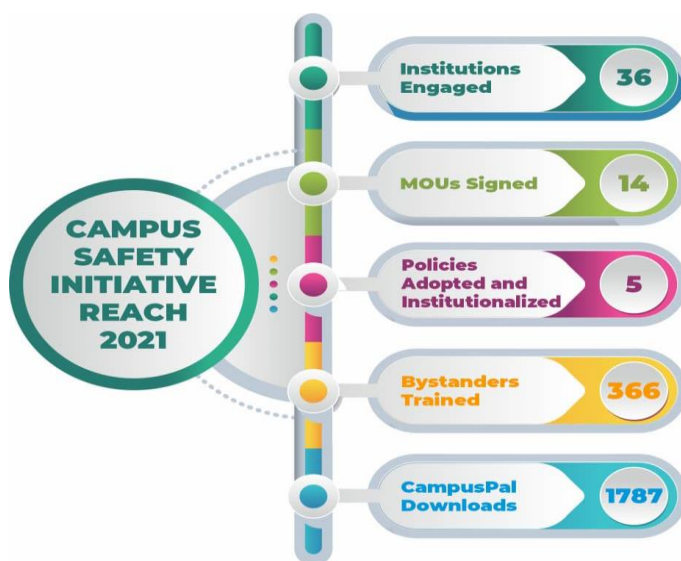 CAMPUS
SAFETY
INITIATIVE
REACH
2021
Institutions
Engaged
36
MOUs Signed
14
Policies
Adopted and
Institutionalized
5
Bystanders
Trained
366
CampusPal
Downloads
1787